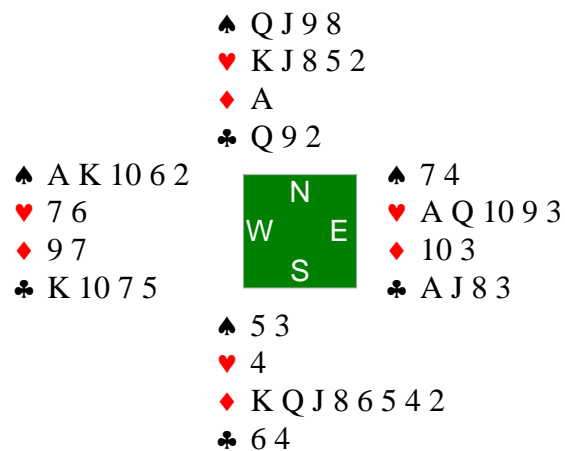 ♠ Q J 9 8
♥ K J 8 5 2
♦ A
♣ Q 9 2
♠ A K 10 6 2
♥ 7 6
♦ 9 7
♣ K 10 7 5
N
W E
S
♠ 7 4
♥ A Q 10 9 3
♦ 10 3
♣ A J 8 3
♠ 5 3
♥ 4
♦ K Q J 8 6 5 4 2
♣ 6 4